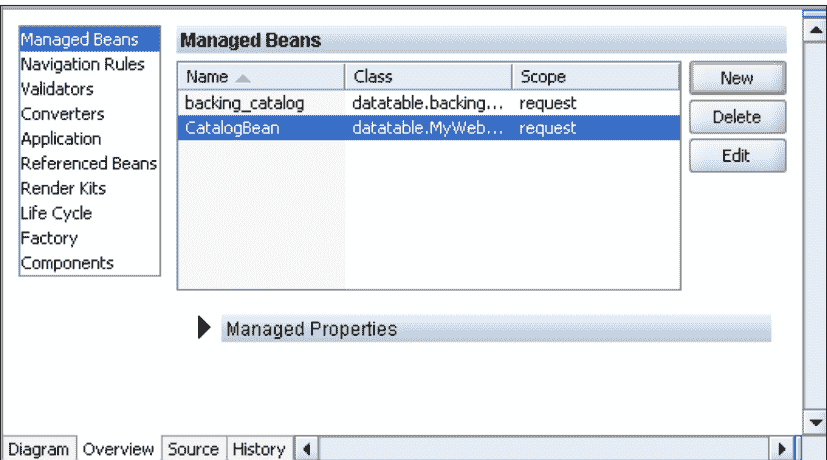 Managed Beans
Navigation Rules
Validators
Converters
Application
Referenced Beans
Render Kits
Life Cycle
Factory
Components
Managed Beans
Name Class Scope
backing_catalog datatable.backing... request
CatalogBean datatable.MyWeb... request
New
Delete
Edit
Managed Properties
Diagram Overview Source History